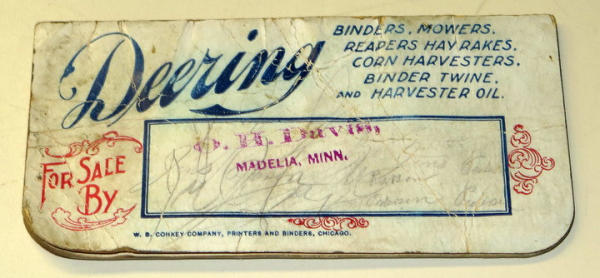 Deering
BINDERS, MOWERS,
REAPERS HAY RAKES,
CORN HARVESTERS,
BINDER TWINE,
AND HARVESTER OIL.
FOR SALE
BY
MADELIA, MINN.
W. B. CONKEY COMPANY, PRINTERS AND BINDERS, CHICAGO.